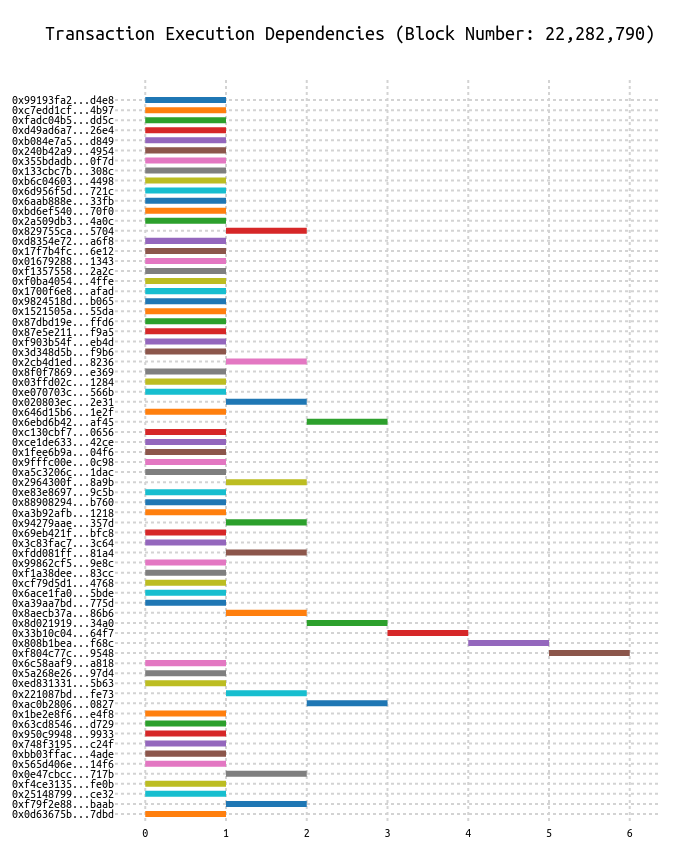 Transaction Execution Dependencies (Block Number: 22,282,790)
0x99193fa2...d4e8
0xc7edd1cf...4b97
0xfadc04b5...dd5c
0xd49ad6a7...26e4
0xb084e7a5...d849
0x240b42a9...4954
0x355bdadb...0f7d
0x133cbc7b...308c
0xb6c04603...4498
0x6d956f5d...721c
0x6aab888e...33fb
0xbd6ef540...70f0
0x2a509db3...4a0c
0x829755ca...5704
0xd8354e72...a6f8
0x17f7b4fc...6e12
0x01679288...1343
0xf1357558...2a2c
0xf0ba4054...4ffe
0x1700f6e8...afad
0x9824518d...b065
0x1521505a...55da
0x87dbd19e...ffd6
0x87e5e211...f9a5
0xf903b54f...eb4d
0x3d348d5b...f9b6
0x2cb4d1ed...8236
0x8f0f7869...e369
0x03ffd02c...1284
0xe070703c...566b
0x020803ec...2e31
0x646d15b6...1e2f
0x6ebd6b42...af45
0xc130cbf7...0656
0xce1de633...42ce
0x1fee6b9a...04f6
0x9fffc00e...0c98
0xa5c3206c...1dac
0x2964300f...8a9b
0xe83e8697...9c5b
0x88908294...b760
0xa3b92afb...1218
0x94279aae...357d
0x69eb421f...bfc8
0x3c83fac7...3c64
0xfdd081ff...81a4
0x99862cf5...9e8c
0xf1a38dee...83cc
0xcf79d5d1...4768
0x6ace1fa0...5bde
0xa39aa7bd...775d
0x8aecb37a...86b6
0x8d021919...34a0
0x33b10c04...64f7
0x808b1bea...f68c
0xf804c77c...9548
0x6c58aaf9...a818
0x5a268e26...97d4
0xed831331...5b63
0x221087bd...fe73
0xac0b2806...0827
0x1be2e8f6...e4f8
0x63cd8546...d729
0x950c9948...9933
0x748f3195...c24f
0xbb03ffac...4ade
0x565d406e...14f6
0x0e47cbcc...717b
0xf4ce3135...fe0b
0x25148799...ce32
0xf79f2e88...baab
0x0d63675b...7dbd
0 1 2 3 4 5 6